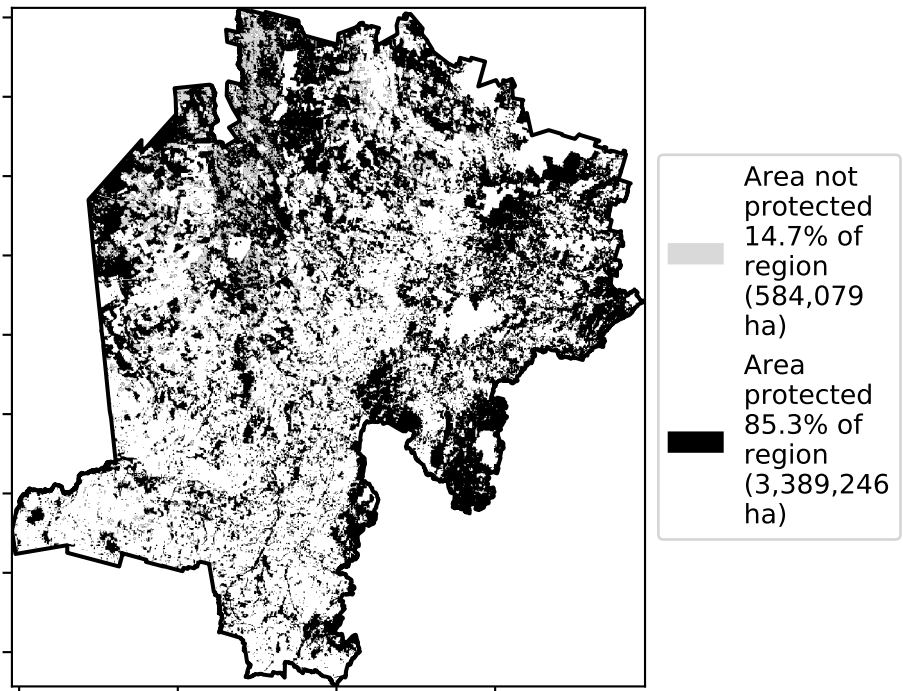 Area not
protected
14.7% of
region
(584,079
ha)
Area
protected
85.3% of
region
(3,389,246
ha)